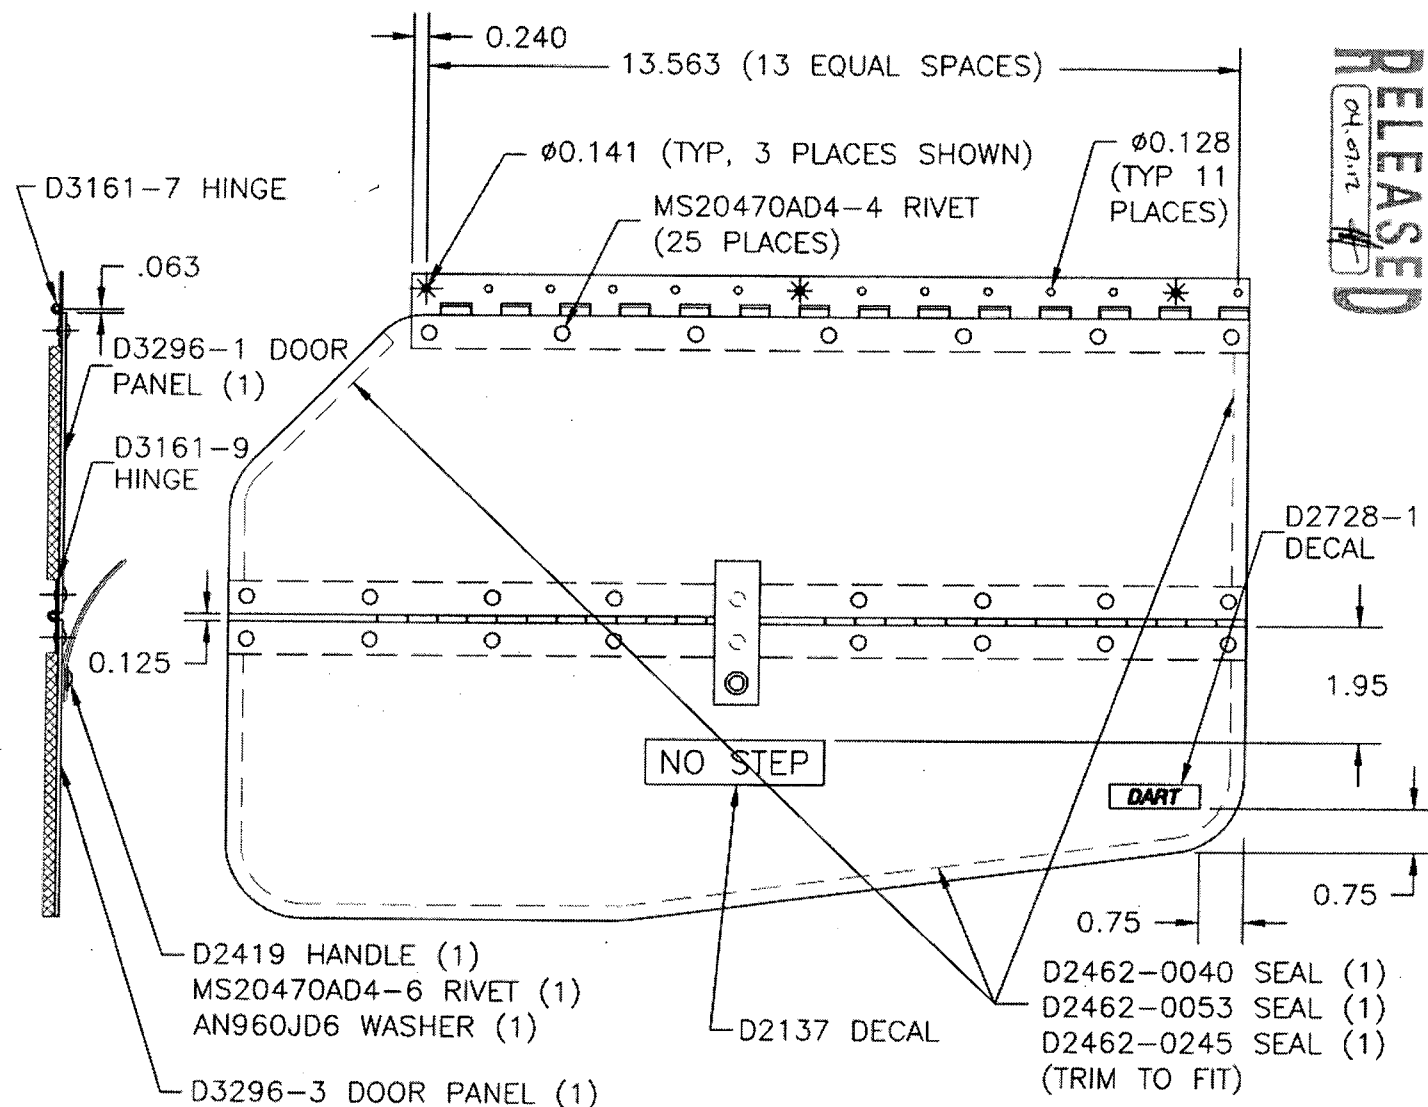 0.240
13.563 (13 EQUAL SPACES)
RELEASED
04.07.12
ø0.141 (TYP, 3 PLACES SHOWN)
ø0.128
(TYP 11
PLACES)
D3161-7 HINGE
MS20470AD4-4 RIVET
(25 PLACES)
.063
D3296-1 DOOR
PANEL (1)
D3161-9
HINGE
D2728-1
DECAL
0.125
1.95
NO STEP
DART
0.75
0.75
D2419 HANDLE (1)
MS20470AD4-6 RIVET (1)
AN960JD6 WASHER (1)
D2137 DECAL
D2462-0040 SEAL (1)
D2462-0053 SEAL (1)
D2462-0245 SEAL (1)
(TRIM TO FIT)
D3296-3 DOOR PANEL (1)